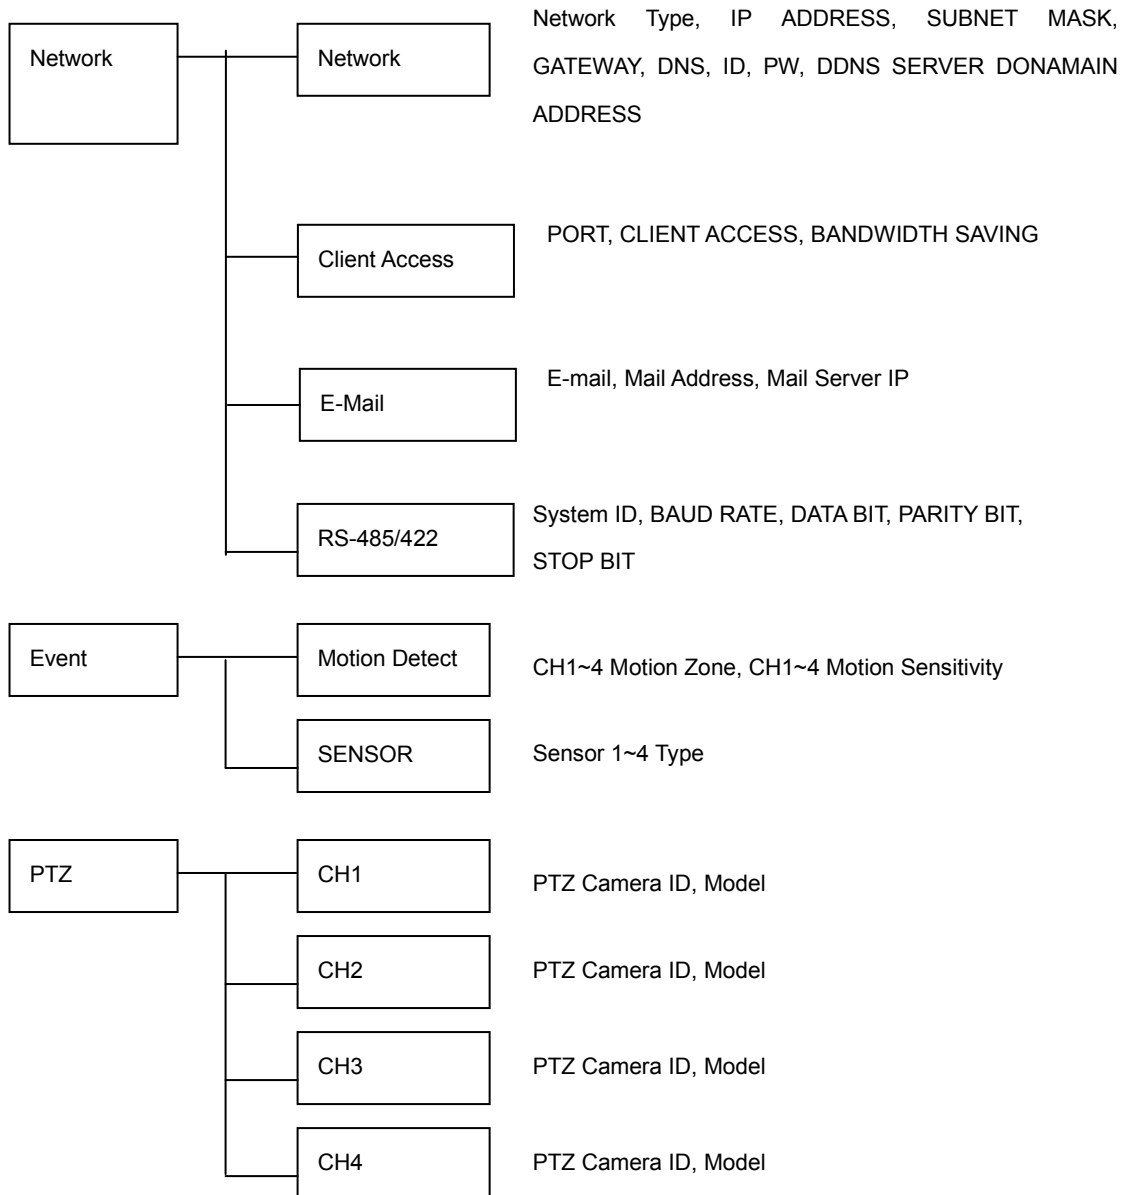 Network
Network
Network Type, IP ADDRESS, SUBNET MASK,
GATEWAY, DNS, ID, PW, DDNS SERVER DONAMAIN
ADDRESS
Client Access
PORT, CLIENT ACCESS, BANDWIDTH SAVING
E-Mail
E-mail, Mail Address, Mail Server IP
RS-485/422
System ID, BAUD RATE, DATA BIT, PARITY BIT,
STOP BIT
Event
Motion Detect
CH1~4 Motion Zone, CH1~4 Motion Sensitivity
SENSOR
Sensor 1~4 Type
PTZ
CH1
PTZ Camera ID, Model
CH2
PTZ Camera ID, Model
CH3
PTZ Camera ID, Model
CH4
PTZ Camera ID, Model